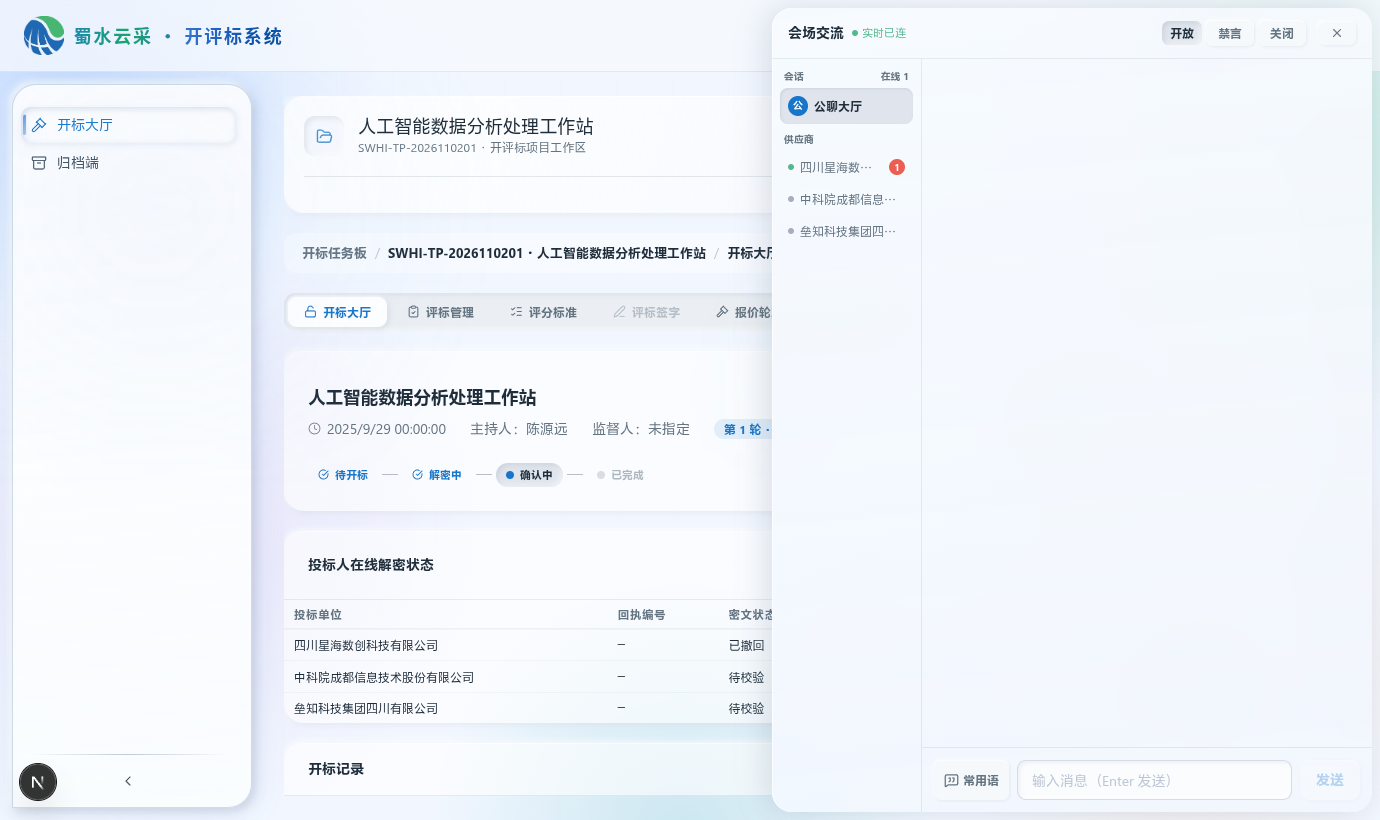 蜀水云采 · 开评标系统
开标大厅
归档端
人工智能数据分析处理工作站
SWHI-TP-2026110201 · 开评标项目工作区
开标任务板 / SWHI-TP-2026110201 · 人工智能数据分析处理工作站 / 开标大厅
开标大厅 评标管理 评分标准 评标签字 报价轮
人工智能数据分析处理工作站
2025/9/29 00:00:00 主持人：陈源远 监督人：未指定 第 1 轮 ·
待开标 解密中 确认中 已完成
投标人在线解密状态
投标单位 回执编号 密文状态
四川星海数创科技有限公司 — 已撤回
中科院成都信息技术股份有限公司 — 待校验
垒知科技集团四川有限公司 — 待校验
开标记录
N
会场交流 实时已连 开放 禁言 关闭
会话 在线 1
公 公聊大厅
供应商
四川星海数··· 1
中科院成都信息···
垒知科技集团四···
常用语 输入消息（Enter 发送） 发送